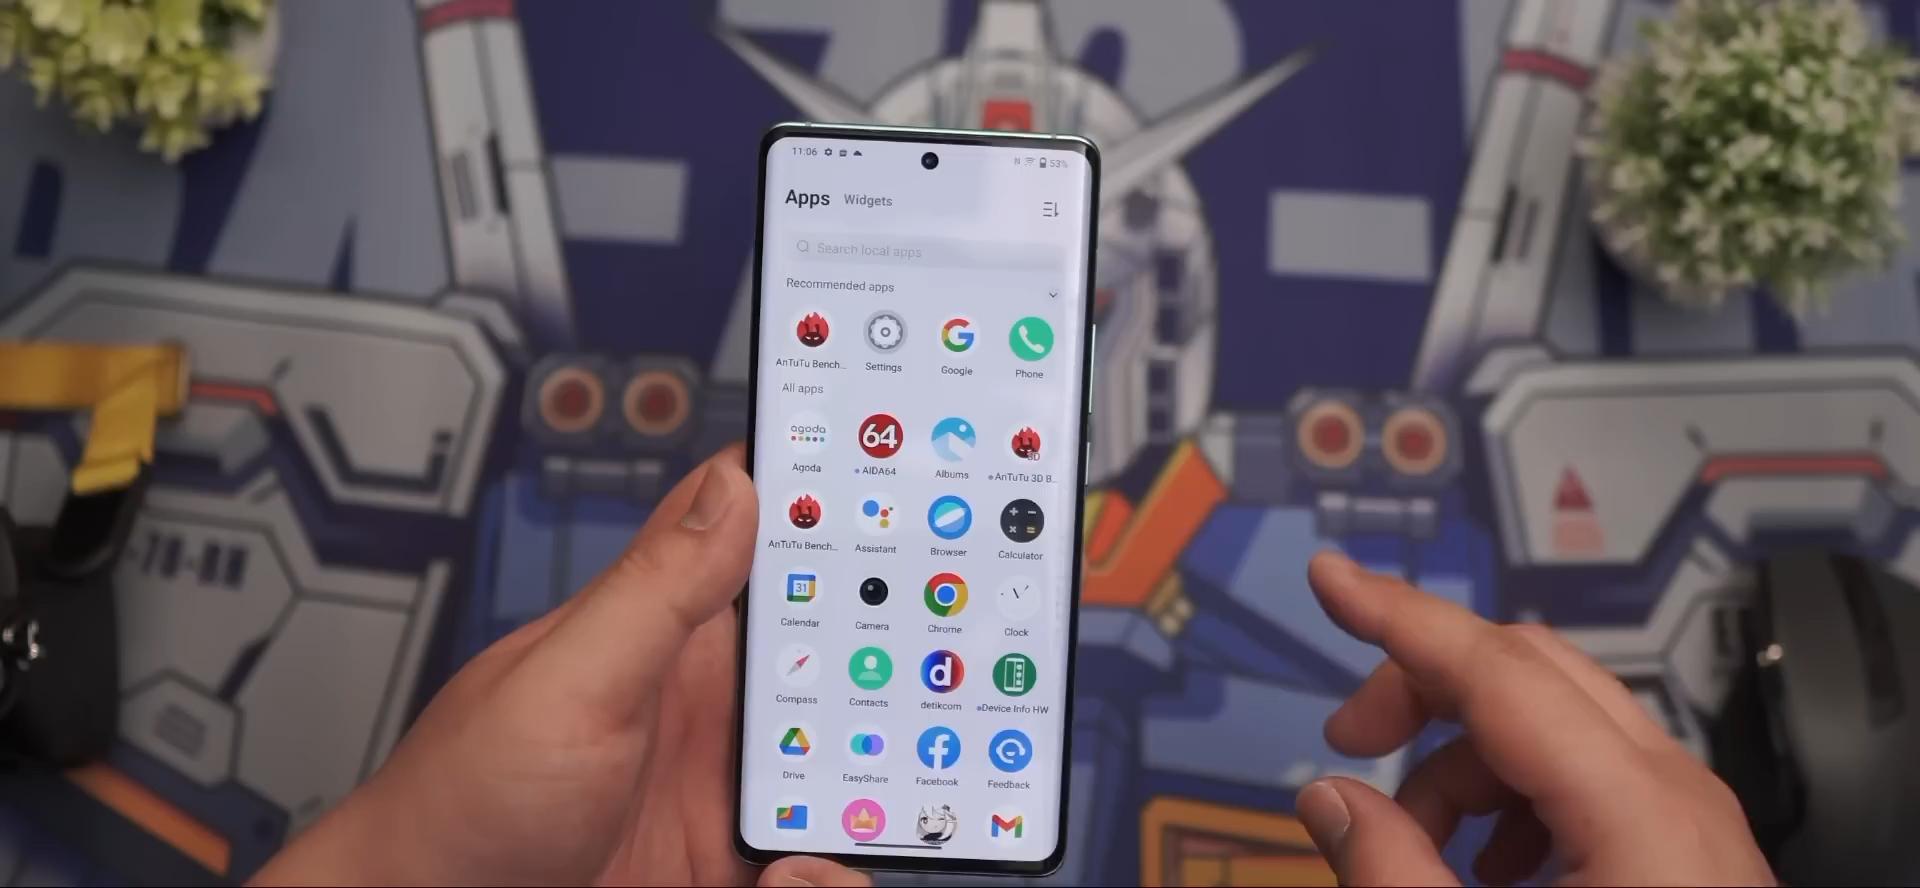 11:06 53%
Apps Widgets
Search local apps
Recommended apps
AnTuTu Bench... Settings Google Phone
All apps
agoda 64 3D
Agoda AIDA64 Albums AnTuTu 3D B...
AnTuTu Bench... Assistant Browser Calculator
31
Calendar Camera Chrome Clock
d
Compass Contacts detikcom Device Info HW
Drive EasyShare Facebook Feedback